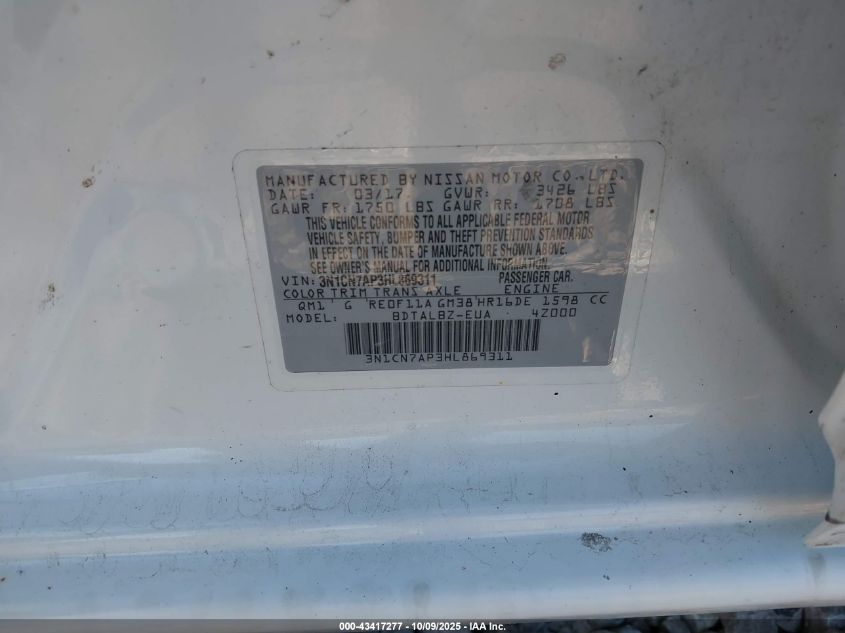 MANUFACTURED BY NISSAN MOTOR CO.,LTD.
DATE: 03/17 GVWR: 3426 LBS
GAWR FR: 1750 LBS GAWR RR: 1708 LBS
THIS VEHICLE CONFORMS TO ALL APPLICABLE FEDERAL MOTOR
VEHICLE SAFETY, BUMPER AND THEFT PREVENTION STANDARDS
IN EFFECT ON THE DATE OF MANUFACTURE SHOWN ABOVE.
SEE OWNER'S MANUAL FOR ADDITIONAL INFORMATION.
VIN: 3N1CN7AP3HL869311 PASSENGER CAR.
COLOR TRIM TRANS AXLE ENGINE
QM1 G RE0F11A GM38 HR16DE 1598 CC
MODEL: BDTALBZ-EUA 4Z000
3N1CN7AP3HL869311
000-43417277 - 10/09/2025 - IAA Inc.